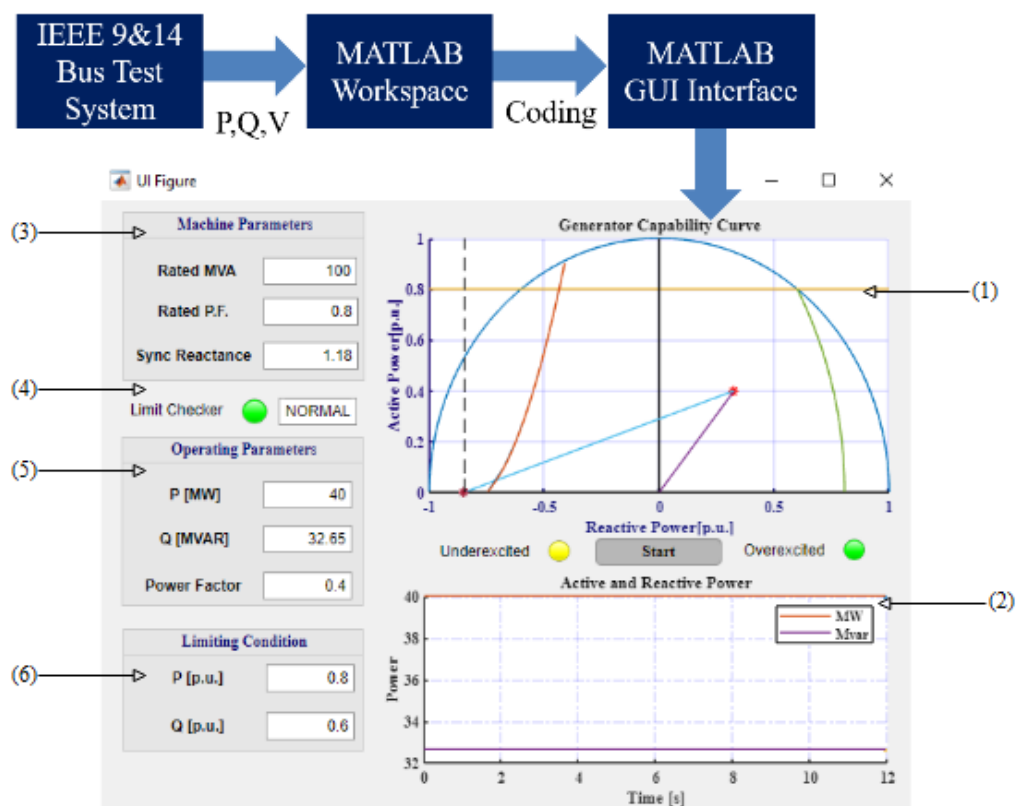 IEEE 9&14
Bus Test
System
P,Q,V
MATLAB
Workspace
Coding
MATLAB
GUI Interface
UI Figure
(3)
Machine Parameters
Rated MVA 100
Rated P.F. 0.8
Sync Reactance 1.18
(4)
Limit Checker NORMAL
(5)
Operating Parameters
P [MW] 40
Q [MVAR] 32.65
Power Factor 0.4
(6)
Limiting Condition
P [p.u.] 0.8
Q [p.u.] 0.6
Generator Capability Curve
(1)
Active Power[p.u.]
1
0.8
0.6
0.4
0.2
0
-1 -0.5 0 0.5 1
Reactive Power[p.u.]
Underexcited Start Overexcited
Active and Reactive Power
(2)
Power
40
38
36
34
32
MW
Mvar
0 2 4 6 8 10 12
Time [s]